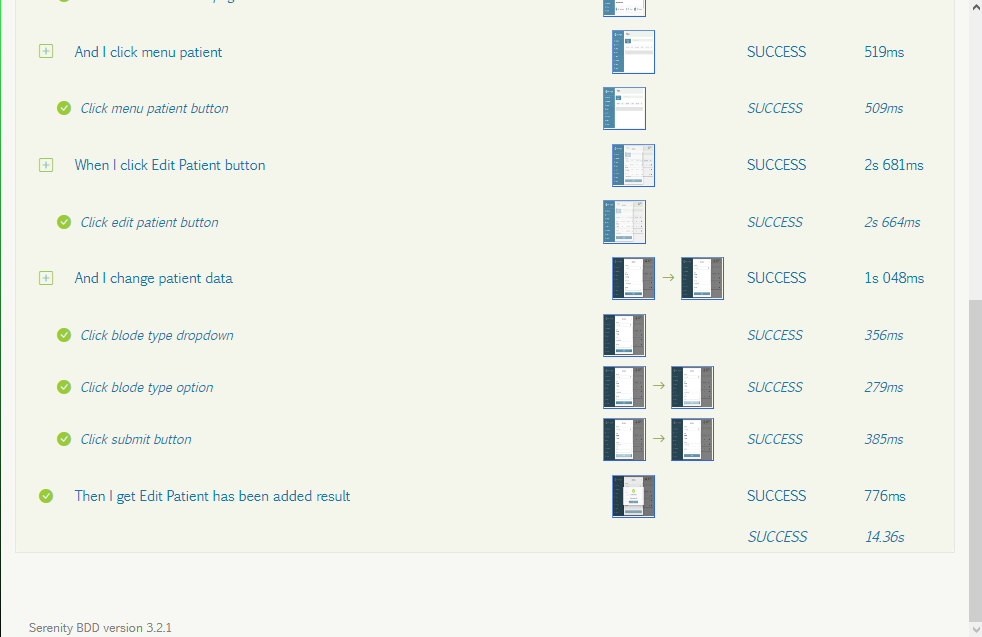 And I click menu patient SUCCESS 519ms
Click menu patient button SUCCESS 509ms
When I click Edit Patient button SUCCESS 2s 681ms
Click edit patient button SUCCESS 2s 664ms
And I change patient data SUCCESS 1s 048ms
Click blode type dropdown SUCCESS 356ms
Click blode type option SUCCESS 279ms
Click submit button SUCCESS 385ms
Then I get Edit Patient has been added result SUCCESS 776ms
SUCCESS 14.36s
Serenity BDD version 3.2.1